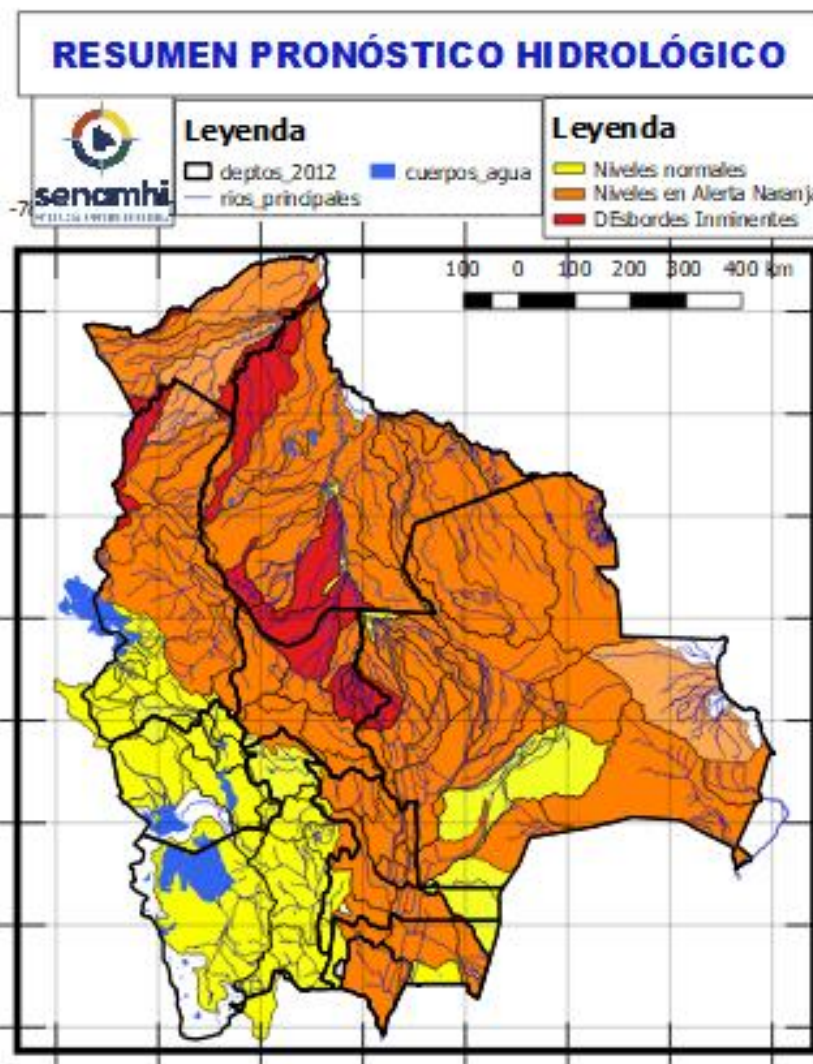 RESUMEN PRONÓSTICO HIDROLÓGICO
senamhi
Leyenda
deptos_2012 cuerpos_agua
rios_principales
Leyenda
Niveles normales
Niveles en Alerta Naranja
DEsbordes Inminentes
100 0 100 200 300 400 km